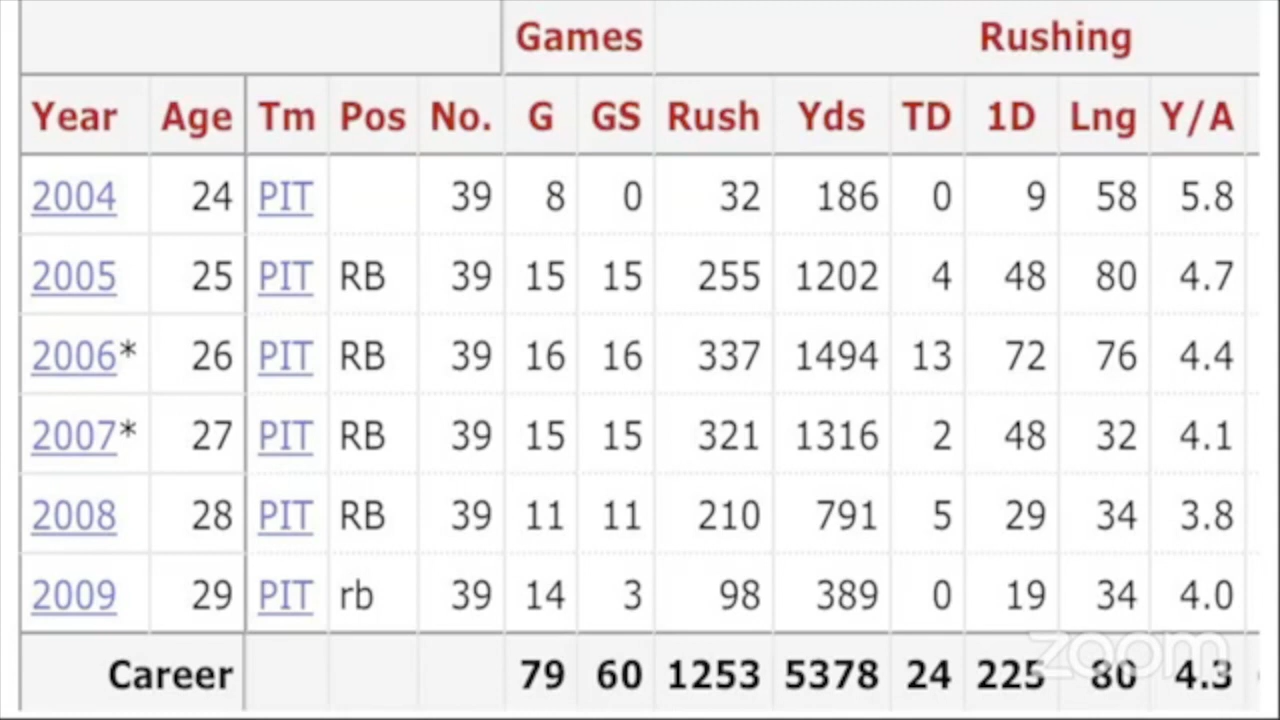 Games Rushing
Year Age Tm Pos No. G GS Rush Yds TD 1D Lng Y/A
2004 24 PIT 39 8 0 32 186 0 9 58 5.8
2005 25 PIT RB 39 15 15 255 1202 4 48 80 4.7
2006* 26 PIT RB 39 16 16 337 1494 13 72 76 4.4
2007* 27 PIT RB 39 15 15 321 1316 2 48 32 4.1
2008 28 PIT RB 39 11 11 210 791 5 29 34 3.8
2009 29 PIT rb 39 14 3 98 389 0 19 34 4.0
Career 79 60 1253 5378 24 225 80 4.3
zoom